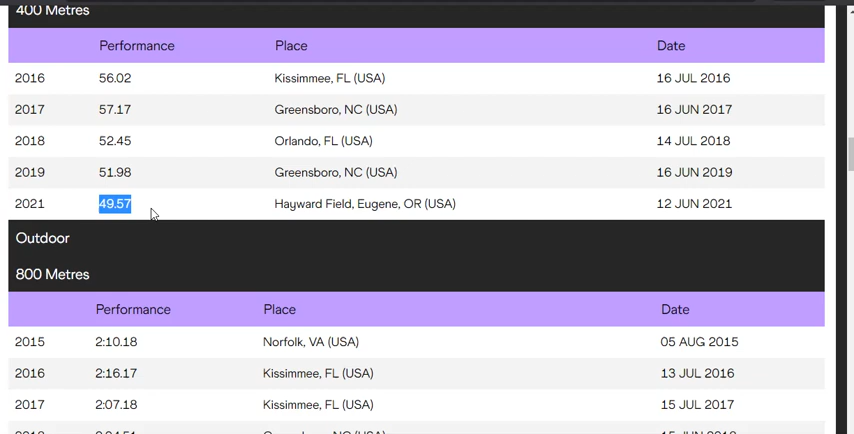 400 Metres
Performance Place Date
2016 56.02 Kissimmee, FL (USA) 16 JUL 2016
2017 57.17 Greensboro, NC (USA) 16 JUN 2017
2018 52.45 Orlando, FL (USA) 14 JUL 2018
2019 51.98 Greensboro, NC (USA) 16 JUN 2019
2021 49.57 Hayward Field, Eugene, OR (USA) 12 JUN 2021
Outdoor
800 Metres
Performance Place Date
2015 2:10.18 Norfolk, VA (USA) 05 AUG 2015
2016 2:16.17 Kissimmee, FL (USA) 13 JUL 2016
2017 2:07.18 Kissimmee, FL (USA) 15 JUL 2017